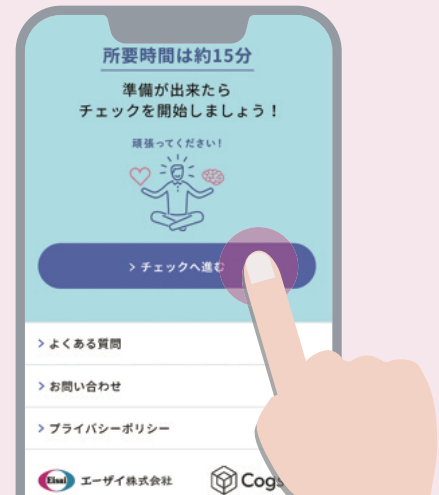 所要時間は約15分
準備が出来たら
チェックを開始しましょう！
頑張ってください！
> チェックへ進む
> よくある質問
> お問い合わせ
> プライバシーポリシー
Eisai エーザイ株式会社 Cogs